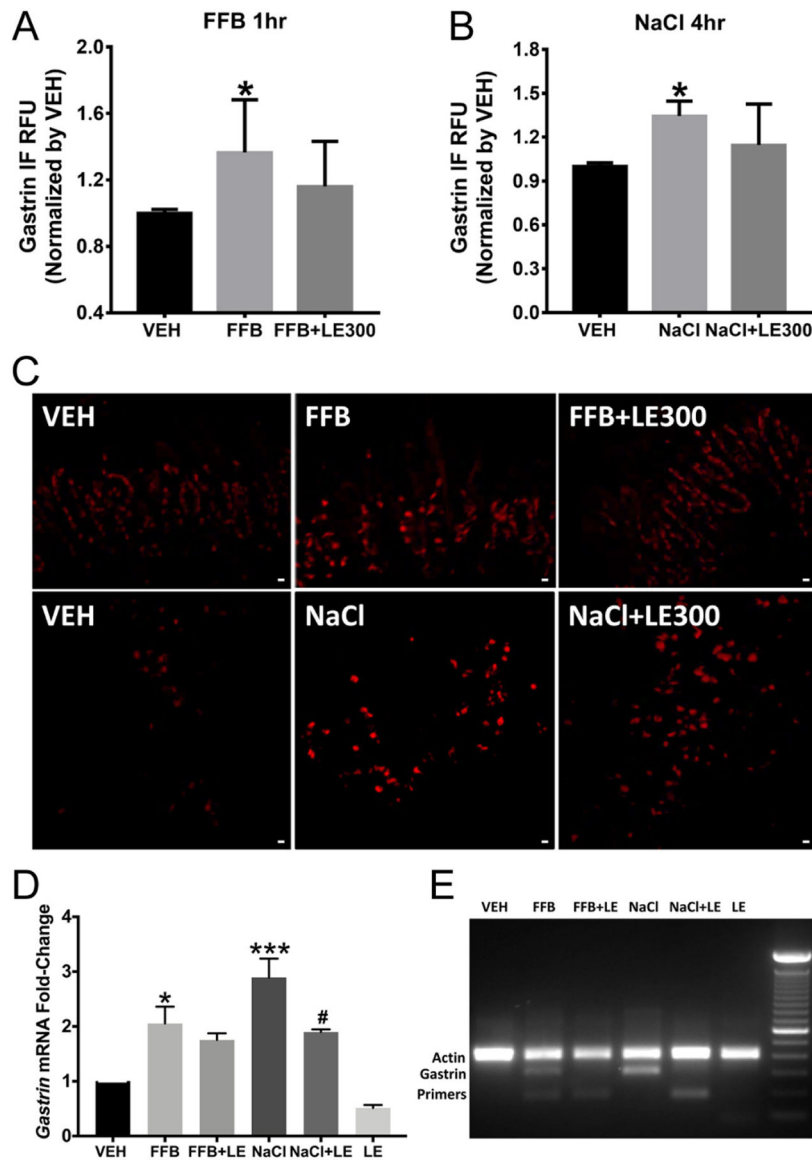 A
FFB 1hr
Gastrin IF RFU
(Normalized by VEH)
2.0
1.6
1.2
0.8
0.4
*
VEH FFB FFB+LE300
B
NaCl 4hr
Gastrin IF RFU
(Normalized by VEH)
1.8
1.5
1.2
0.9
0.6
0.3
0.0
*
VEH NaCl NaCl+LE300
C
VEH FFB FFB+LE300
VEH NaCl NaCl+LE300
D
Gastrin mRNA Fold-Change
4
3
2
1
0
*
***
#
VEH FFB FFB+LE NaCl NaCl+LE LE
E
VEH FFB FFB+LE NaCl NaCl+LE LE
Actin
Gastrin
Primers